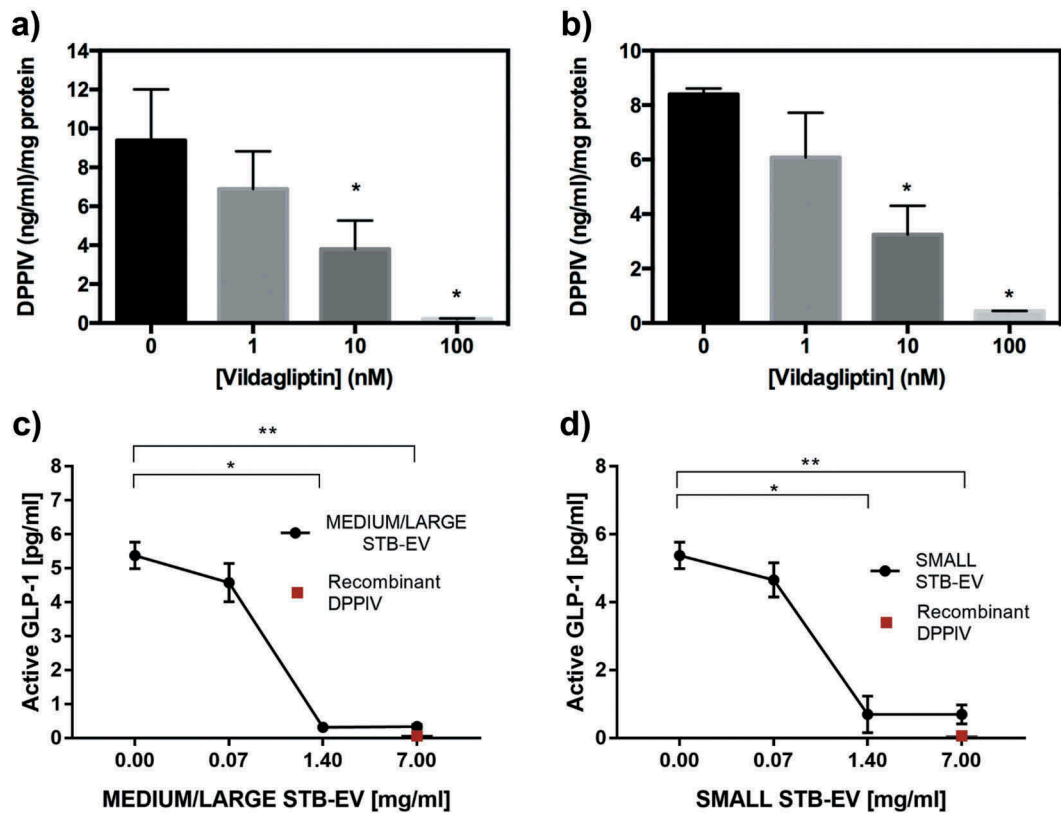 a)
DPPIV (ng/ml)/mg protein
14
12
10
8
6
4
2
0
*
*
0 1 10 100
[Vildagliptin] (nM)
b)
DPPIV (ng/ml)/mg protein
10
8
6
4
2
0
*
*
0 1 10 100
[Vildagliptin] (nM)
c)
Active GLP-1 [pg/ml]
8
7
6
5
4
3
2
1
0
**
*
MEDIUM/LARGE
STB-EV
Recombinant
DPPIV
0.00 0.07 1.40 7.00
MEDIUM/LARGE STB-EV [mg/ml]
d)
Active GLP-1 [pg/ml]
8
6
4
2
0
**
*
SMALL
STB-EV
Recombinant
DPPIV
0.00 0.07 1.40 7.00
SMALL STB-EV [mg/ml]